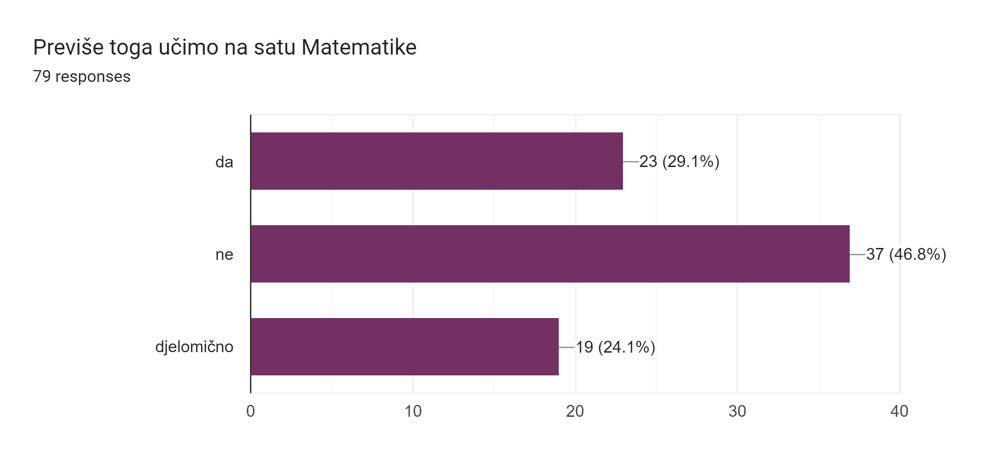 Previše toga učimo na satu Matematike
79 responses
da
23 (29.1%)
ne
37 (46.8%)
djelomično
19 (24.1%)
0 10 20 30 40